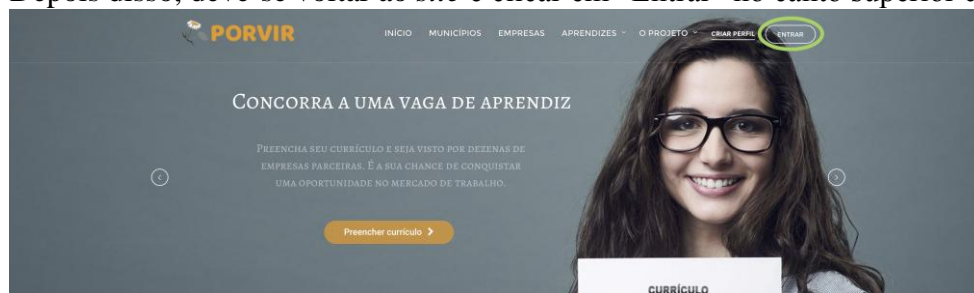 Depois disso, deve-se voltar ao site e clicar em "Entrar" no canto superior
PORVIR INÍCIO MUNICÍPIOS EMPRESAS APRENDIZES O PROJETO CRIAR PERFIL ENTRAR
CONCORRA A UMA VAGA DE APRENDIZ
PREENCHA SEU CURRÍCULO E SEJA VISTO POR DEZENAS DE
EMPRESAS PARCEIRAS. É A SUA CHANCE DE CONQUISTAR
UMA OPORTUNIDADE NO MERCADO DE TRABALHO.
Preencher currículo
CURRÍCULO